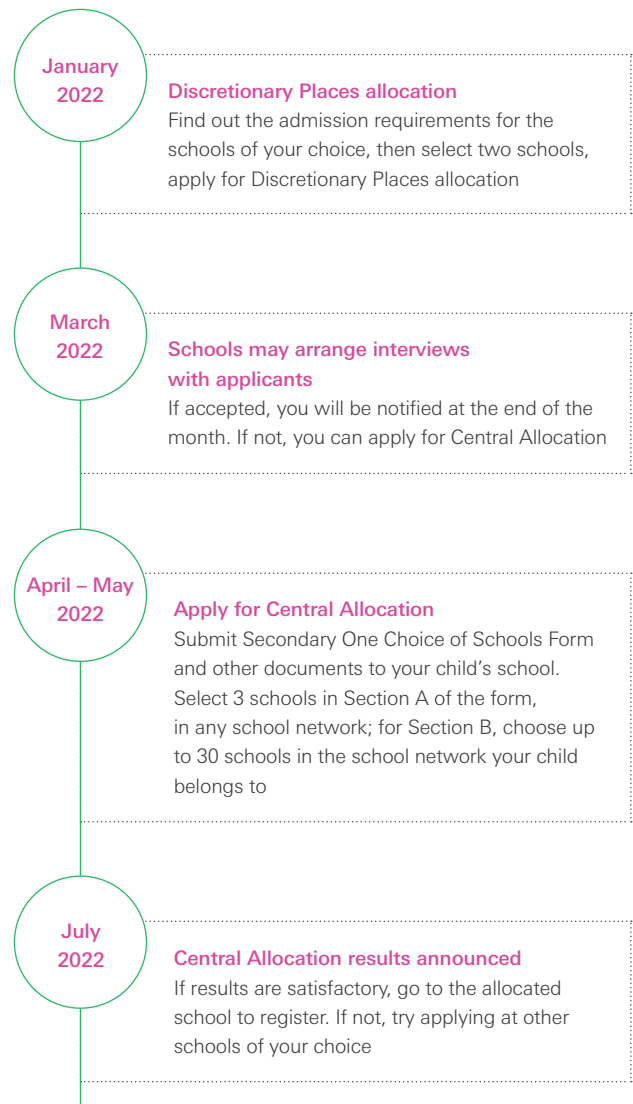 January
2022
Discretionary Places allocation
Find out the admission requirements for the
schools of your choice, then select two schools,
apply for Discretionary Places allocation
March
2022
Schools may arrange interviews
with applicants
If accepted, you will be notified at the end of the
month. If not, you can apply for Central Allocation
April – May
2022
Apply for Central Allocation
Submit Secondary One Choice of Schools Form
and other documents to your child’s school.
Select 3 schools in Section A of the form,
in any school network; for Section B, choose up
to 30 schools in the school network your child
belongs to
July
2022
Central Allocation results announced
If results are satisfactory, go to the allocated
school to register. If not, try applying at other
schools of your choice